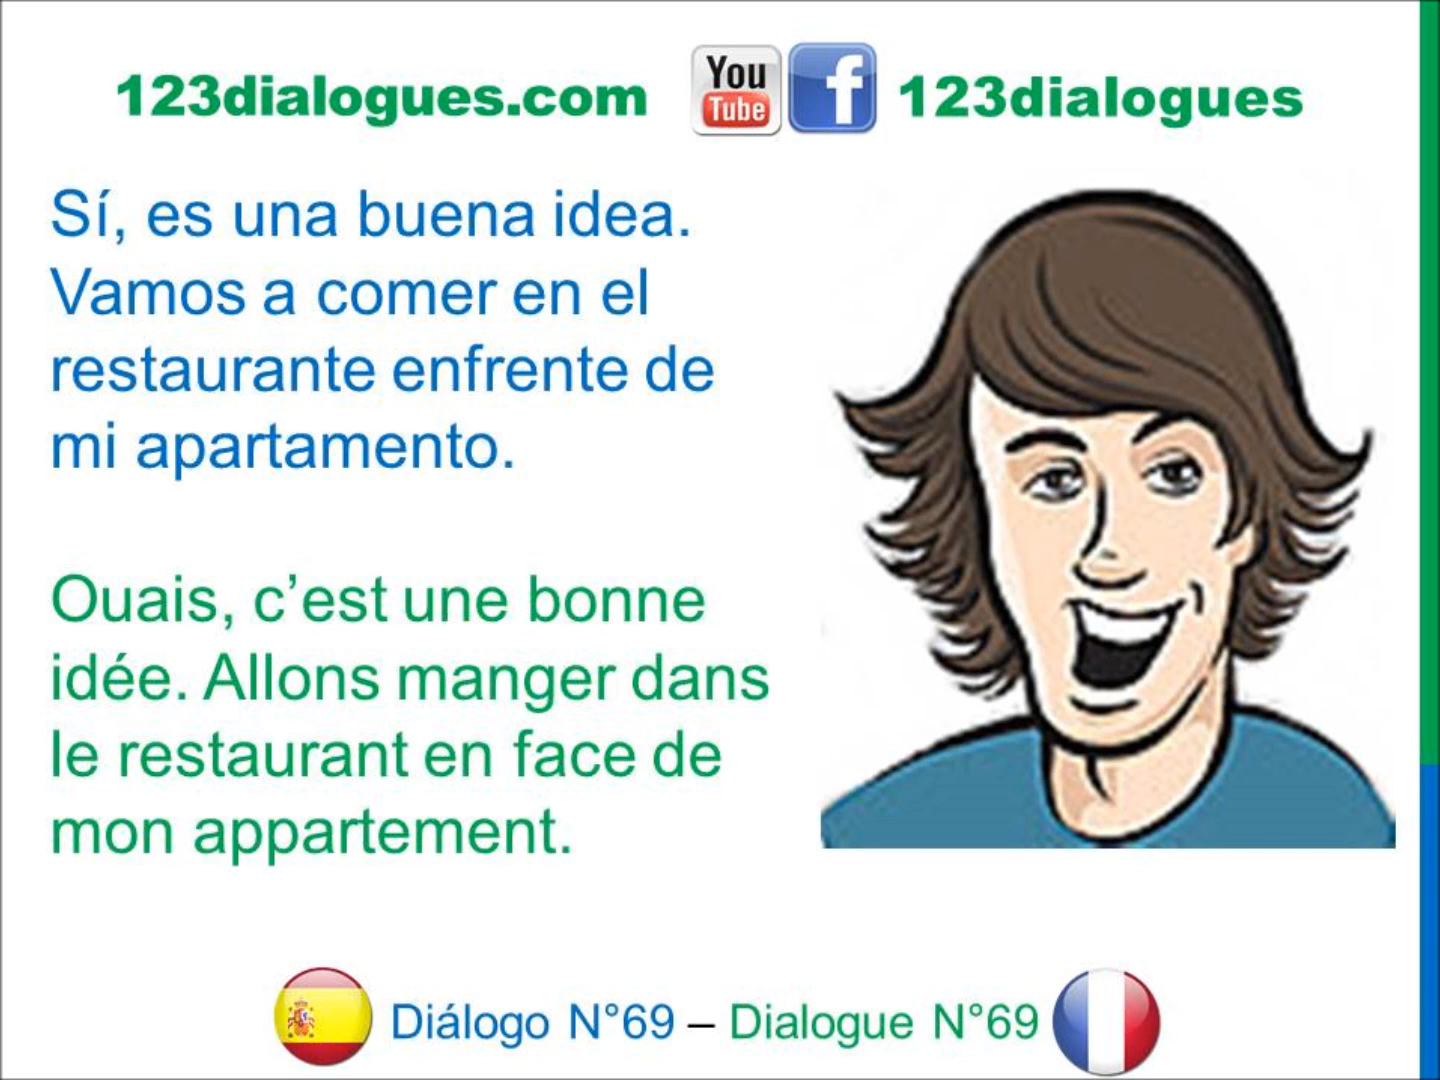 123dialogues.com You Tube f 123dialogues
Sí, es una buena idea.
Vamos a comer en el
restaurante enfrente de
mi apartamento.
Ouais, c’est une bonne
idée. Allons manger dans
le restaurant en face de
mon appartement.
Diálogo N°69 – Dialogue N°69